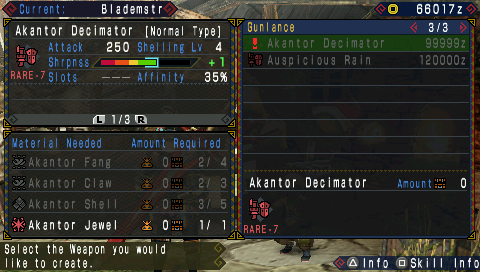 Current: Blademstr
66017z
Akantor Decimator [Normal Type]
Attack 250 Shelling Lv 4
Shrpnss +1
RARE-7 Slots --- Affinity 35%
L 1/3 R
Material Needed Amount Required
Akantor Fang 0 2/ 4
Akantor Claw 0 2/ 3
Akantor Shell 0 3/ 5
Akantor Jewel 0 1/ 1
Select the Weapon you would
like to create.
Gunlance 3/3
Akantor Decimator 99999z
Auspicious Rain 120000z
Akantor Decimator Amount 0
RARE-7
Info Skill Info